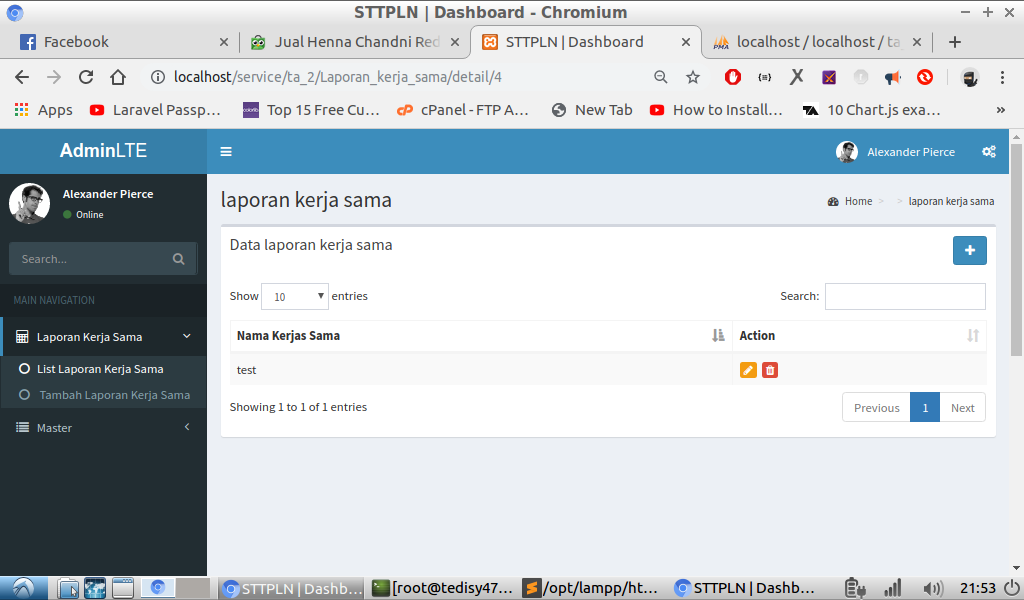 STTPLN | Dashboard - Chromium
Facebook
Jual Henna Chandni Red
STTPLN | Dashboard
localhost / localhost / ta_
localhost/service/ta_2/Laporan_kerja_sama/detail/4
Apps
Laravel Passp...
Top 15 Free Cu...
cPanel - FTP A...
New Tab
How to Install...
10 Chart.js exa...
»
AdminLTE
Alexander Pierce
Alexander Pierce
Online
Search...
MAIN NAVIGATION
Laporan Kerja Sama
List Laporan Kerja Sama
Tambah Laporan Kerja Sama
Master
laporan kerja sama
Home > > laporan kerja sama
Data laporan kerja sama
Show 10 entries
Search:
Nama Kerjas Sama Action
test
Showing 1 to 1 of 1 entries
Previous 1 Next
STTPLN | Dashb...
[root@tedisy47...
/opt/lampp/ht...
STTPLN | Dashb...
21:53